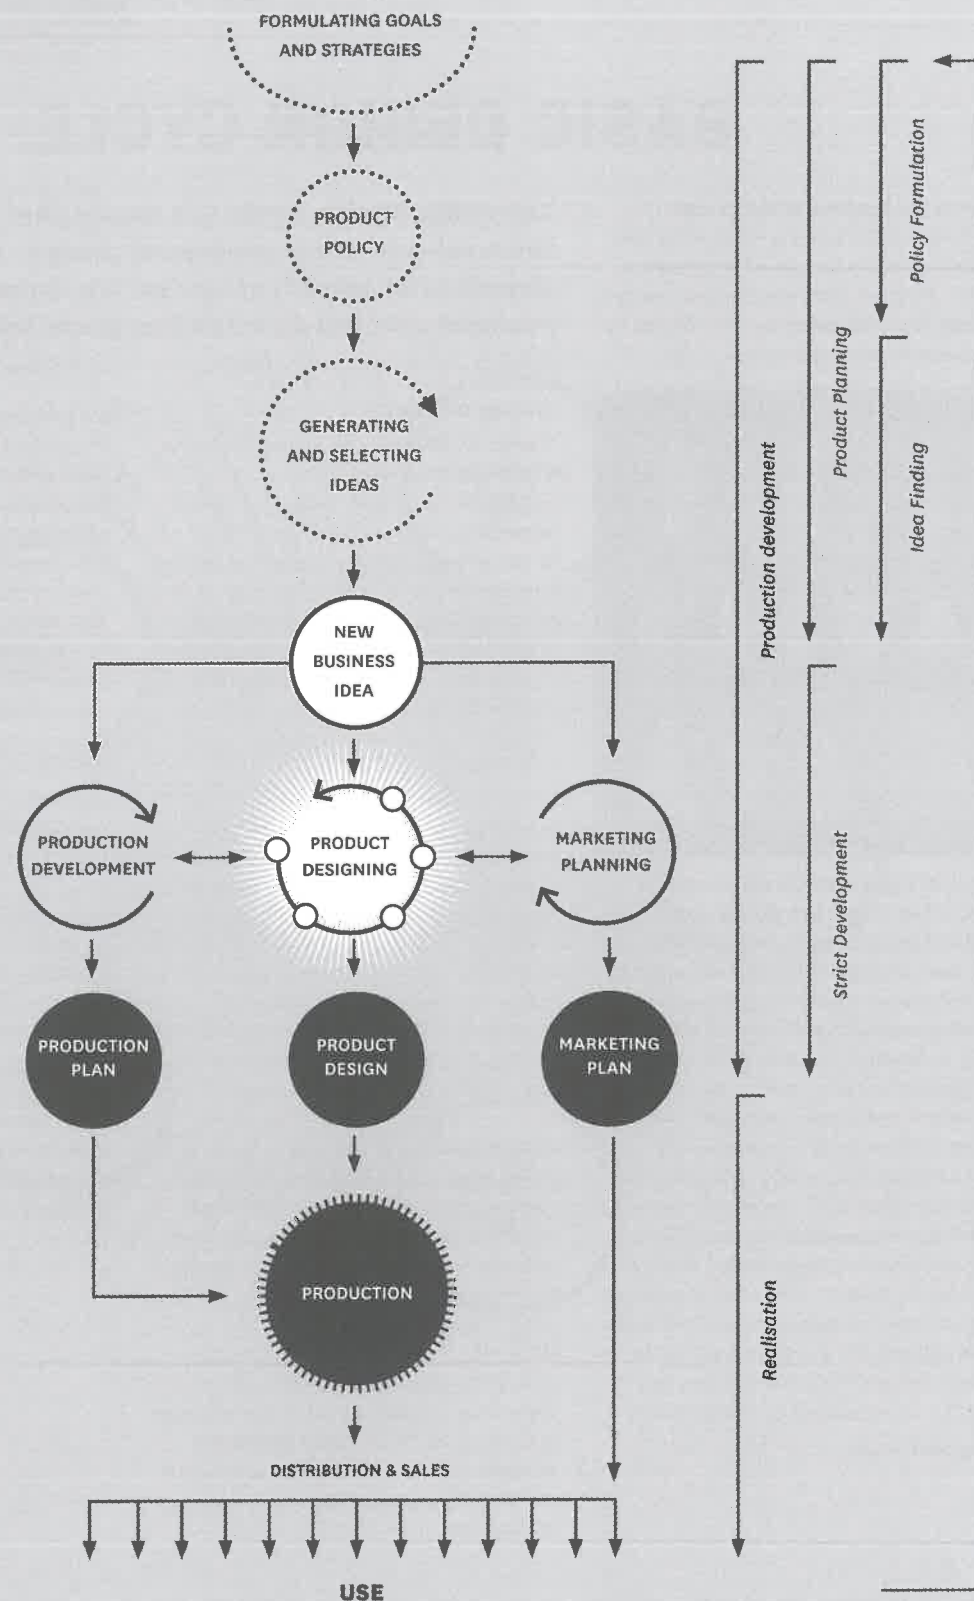 FORMULATING GOALS
AND STRATEGIES
PRODUCT
POLICY
GENERATING
AND SELECTING
IDEAS
NEW
BUSINESS
IDEA
PRODUCTION
DEVELOPMENT
PRODUCT
DESIGNING
MARKETING
PLANNING
PRODUCTION
PLAN
PRODUCT
DESIGN
MARKETING
PLAN
PRODUCTION
DISTRIBUTION & SALES
USE
Production development
Product Planning
Policy Formulation
Idea Finding
Strict Development
Realisation